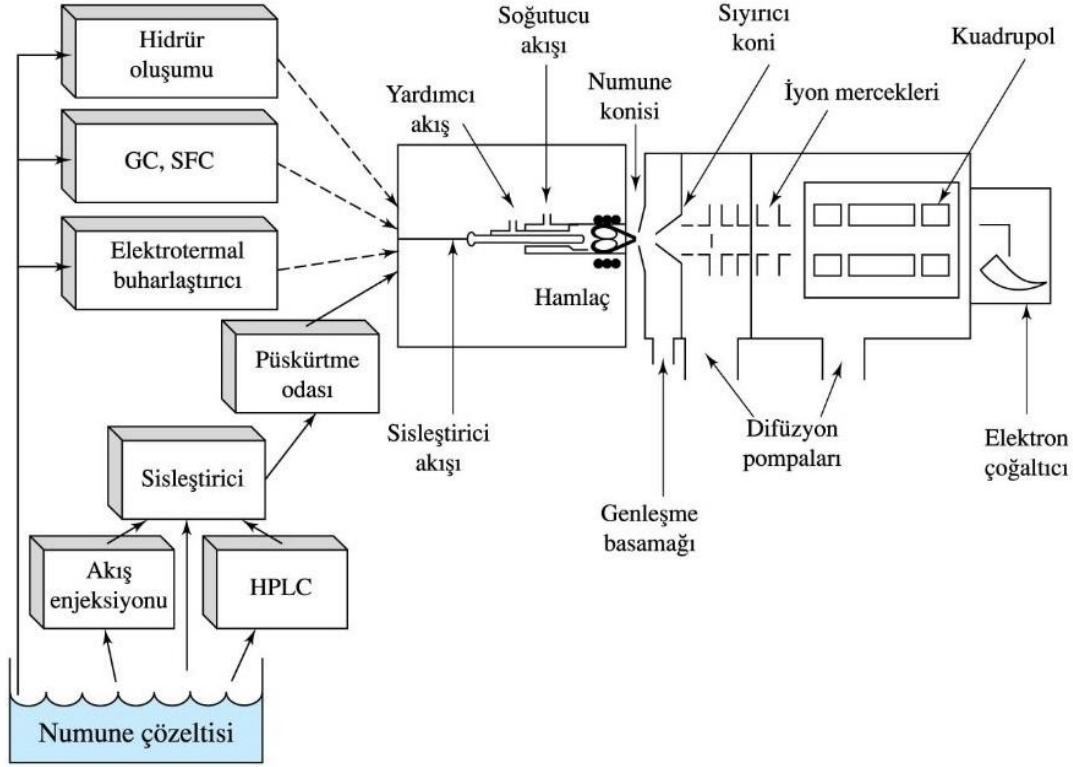 Hidrür
oluşumu
GC, SFC
Elektrotermal
buharlaştırıcı
Püskürtme
odası
Sisleştirici
Akış
enjeksiyonu
HPLC
Numune çözeltisi
Yardımcı
akış
Soğutucu
akışı
Numune
konisi
Sıyırıcı
koni
İyon mercekleri
Kuadrupol
Hamlaç
Sisleştirici
akışı
Genleşme
basamağı
Difüzyon
pompaları
Elektron
çoğaltıcı